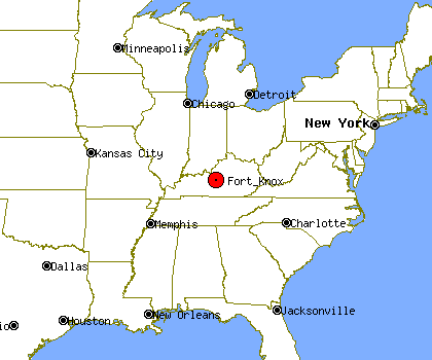 Minneapolis
Detroit
Chicago
New York
Kansas City
Fort Knox
Memphis
Charlotte
Dallas
Jacksonville
New Orleans
Houston
io